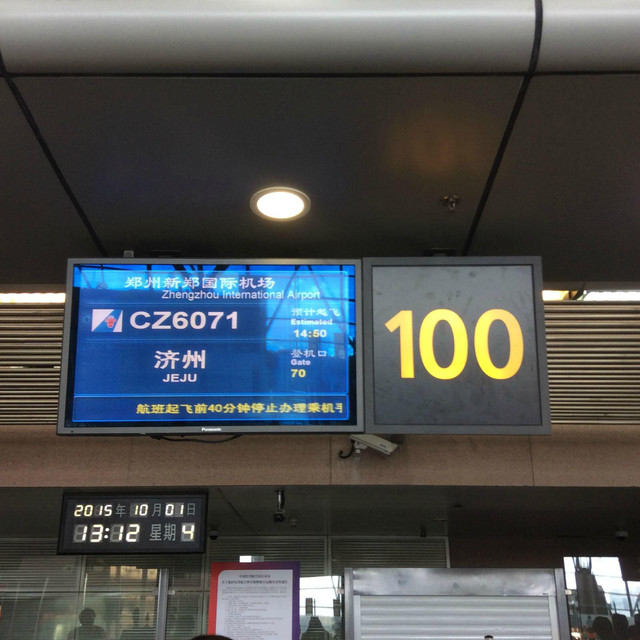 郑州新郑国际机场
Zhengzhou International Airport
CZ6071
预计起飞
Estimated
14:50
济州
JEJU
登机口
Gate
70
航班起飞前40分钟停止办理乘机手
Panasonic
100
2015年10月01日
13:12 星期4